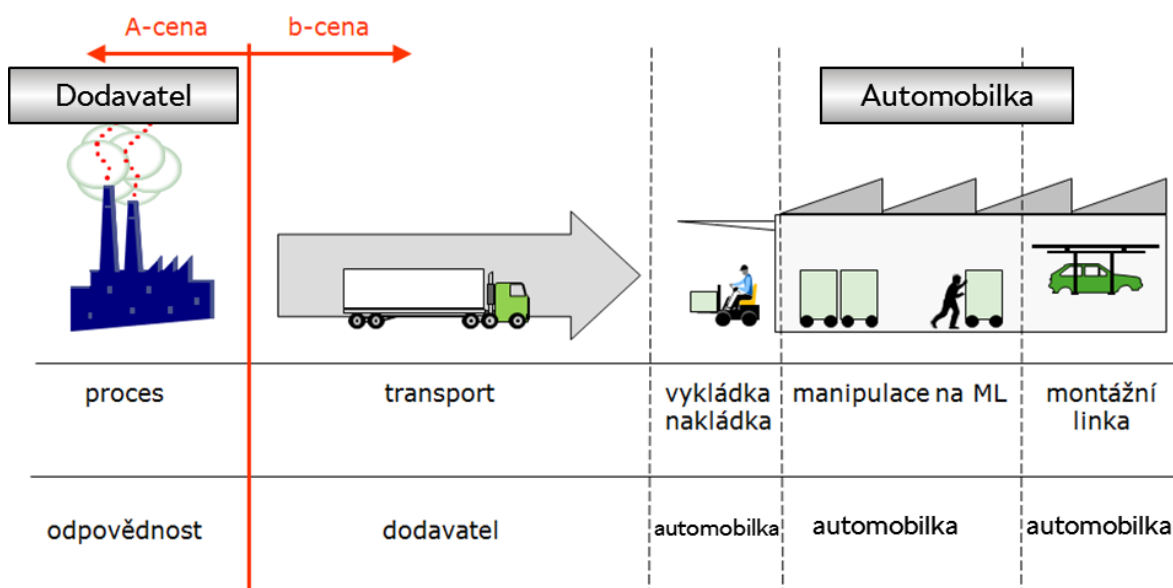 A-cena
b-cena
Dodavatel
Automobilka
proces
transport
vykládka
nakládka
manipulace na ML
montážní
linka
odpovědnost
dodavatel
automobilka
automobilka
automobilka